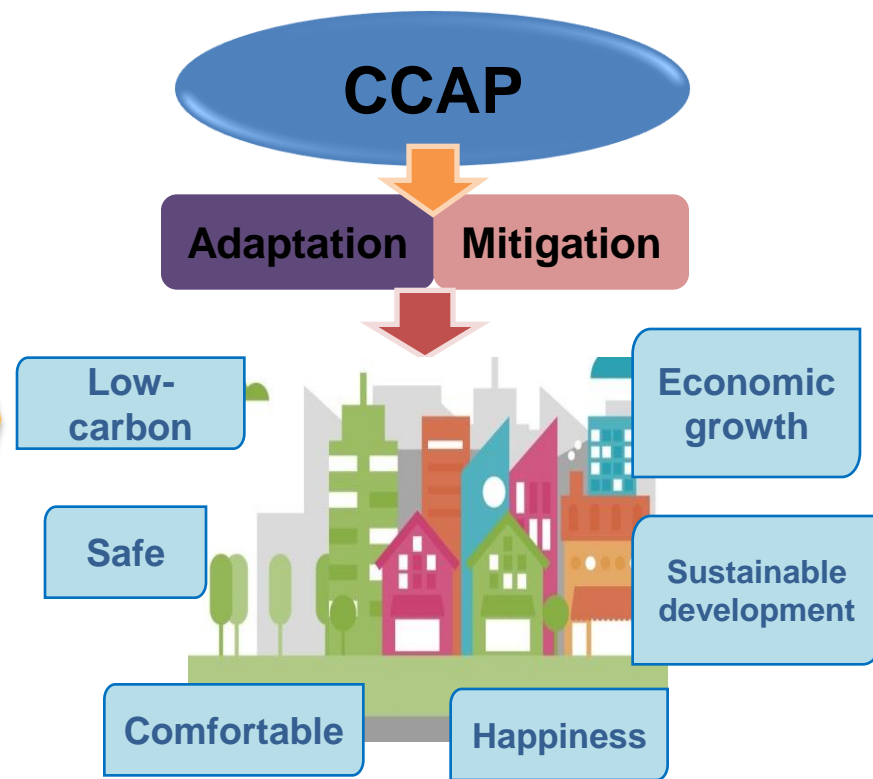 CCAP
Adaptation
Mitigation
Low-
carbon
Economic
growth
Safe
Sustainable
development
Comfortable
Happiness